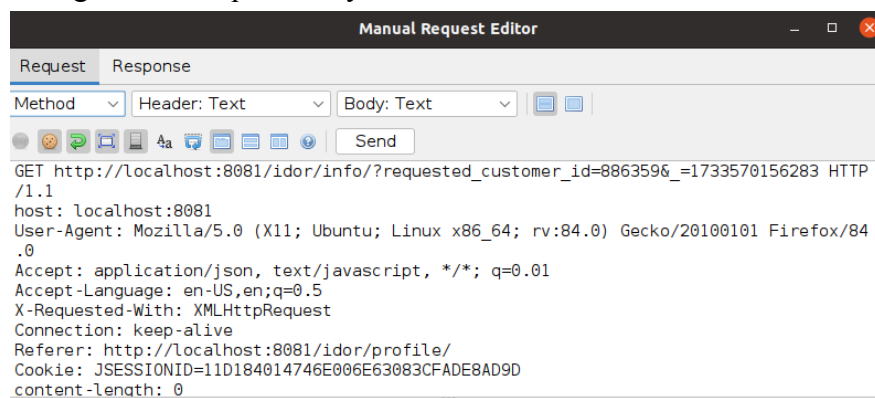 Manual Request Editor
Request Response
Method Header: Text Body: Text
Send
GET http://localhost:8081/idor/info/?requested_customer_id=886359&_=1733570156283 HTTP
/1.1
host: localhost:8081
User-Agent: Mozilla/5.0 (X11; Ubuntu; Linux x86_64; rv:84.0) Gecko/20100101 Firefox/84
.0
Accept: application/json, text/javascript, */*; q=0.01
Accept-Language: en-US,en;q=0.5
X-Requested-With: XMLHttpRequest
Connection: keep-alive
Referer: http://localhost:8081/idor/profile/
Cookie: JSESSIONID=11D184014746E006E63083CFADE8AD9D
content-length: 0